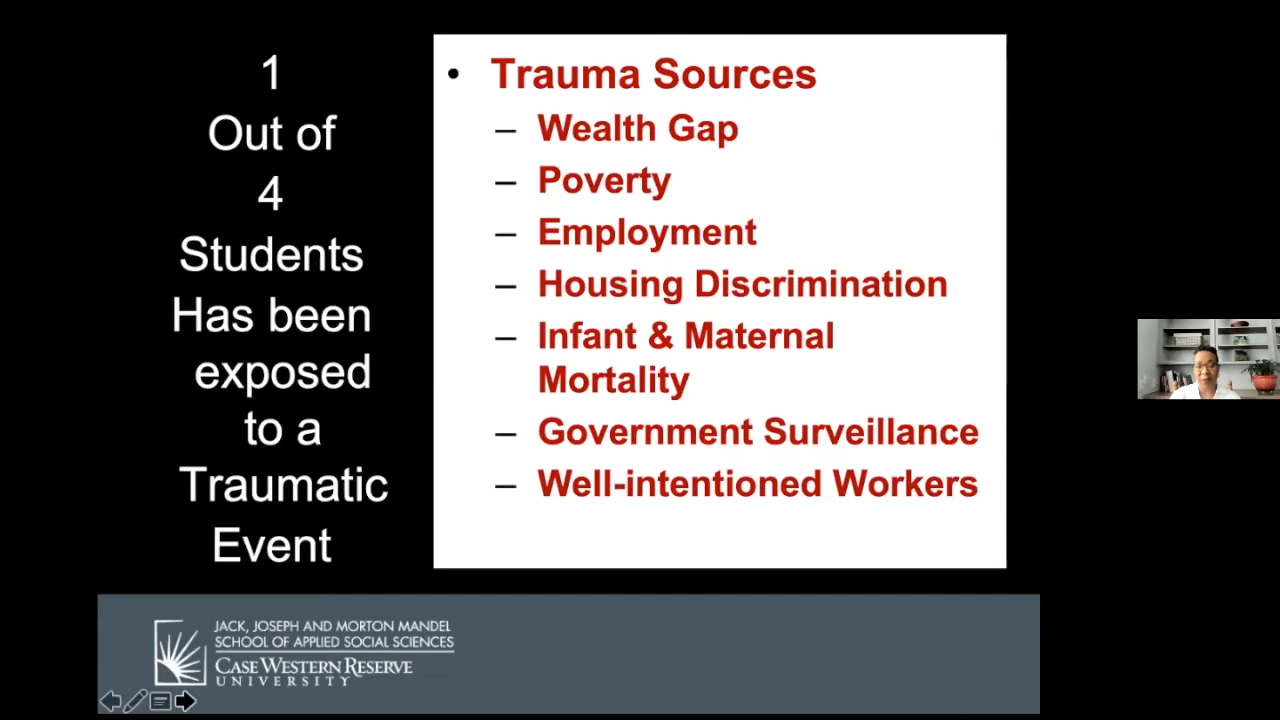 1
Out of
4
Students
Has been
exposed
to a
Traumatic
Event
• Trauma Sources
– Wealth Gap
– Poverty
– Employment
– Housing Discrimination
– Infant & Maternal
Mortality
– Government Surveillance
– Well-intentioned Workers
JACK, JOSEPH AND MORTON MANDEL
SCHOOL OF APPLIED SOCIAL SCIENCES
CASE WESTERN RESERVE
UNIVERSITY